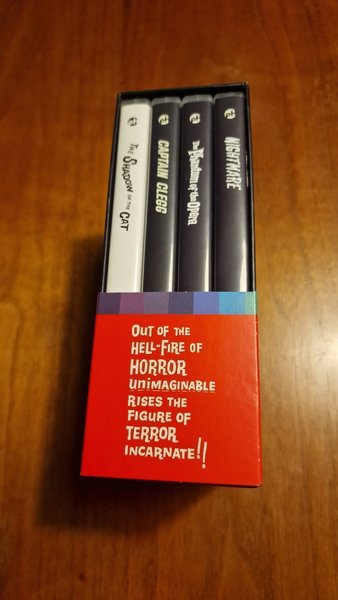 THE SHADOW OF THE CAT
CAPTAIN CLEGG
The Phantom of the Opera
NIGHTMARE
OUT OF THE
HELL-FIRE OF
HORROR
UNIMAGINABLE
RISES THE
FIGURE OF
TERROR
INCARNATE!!